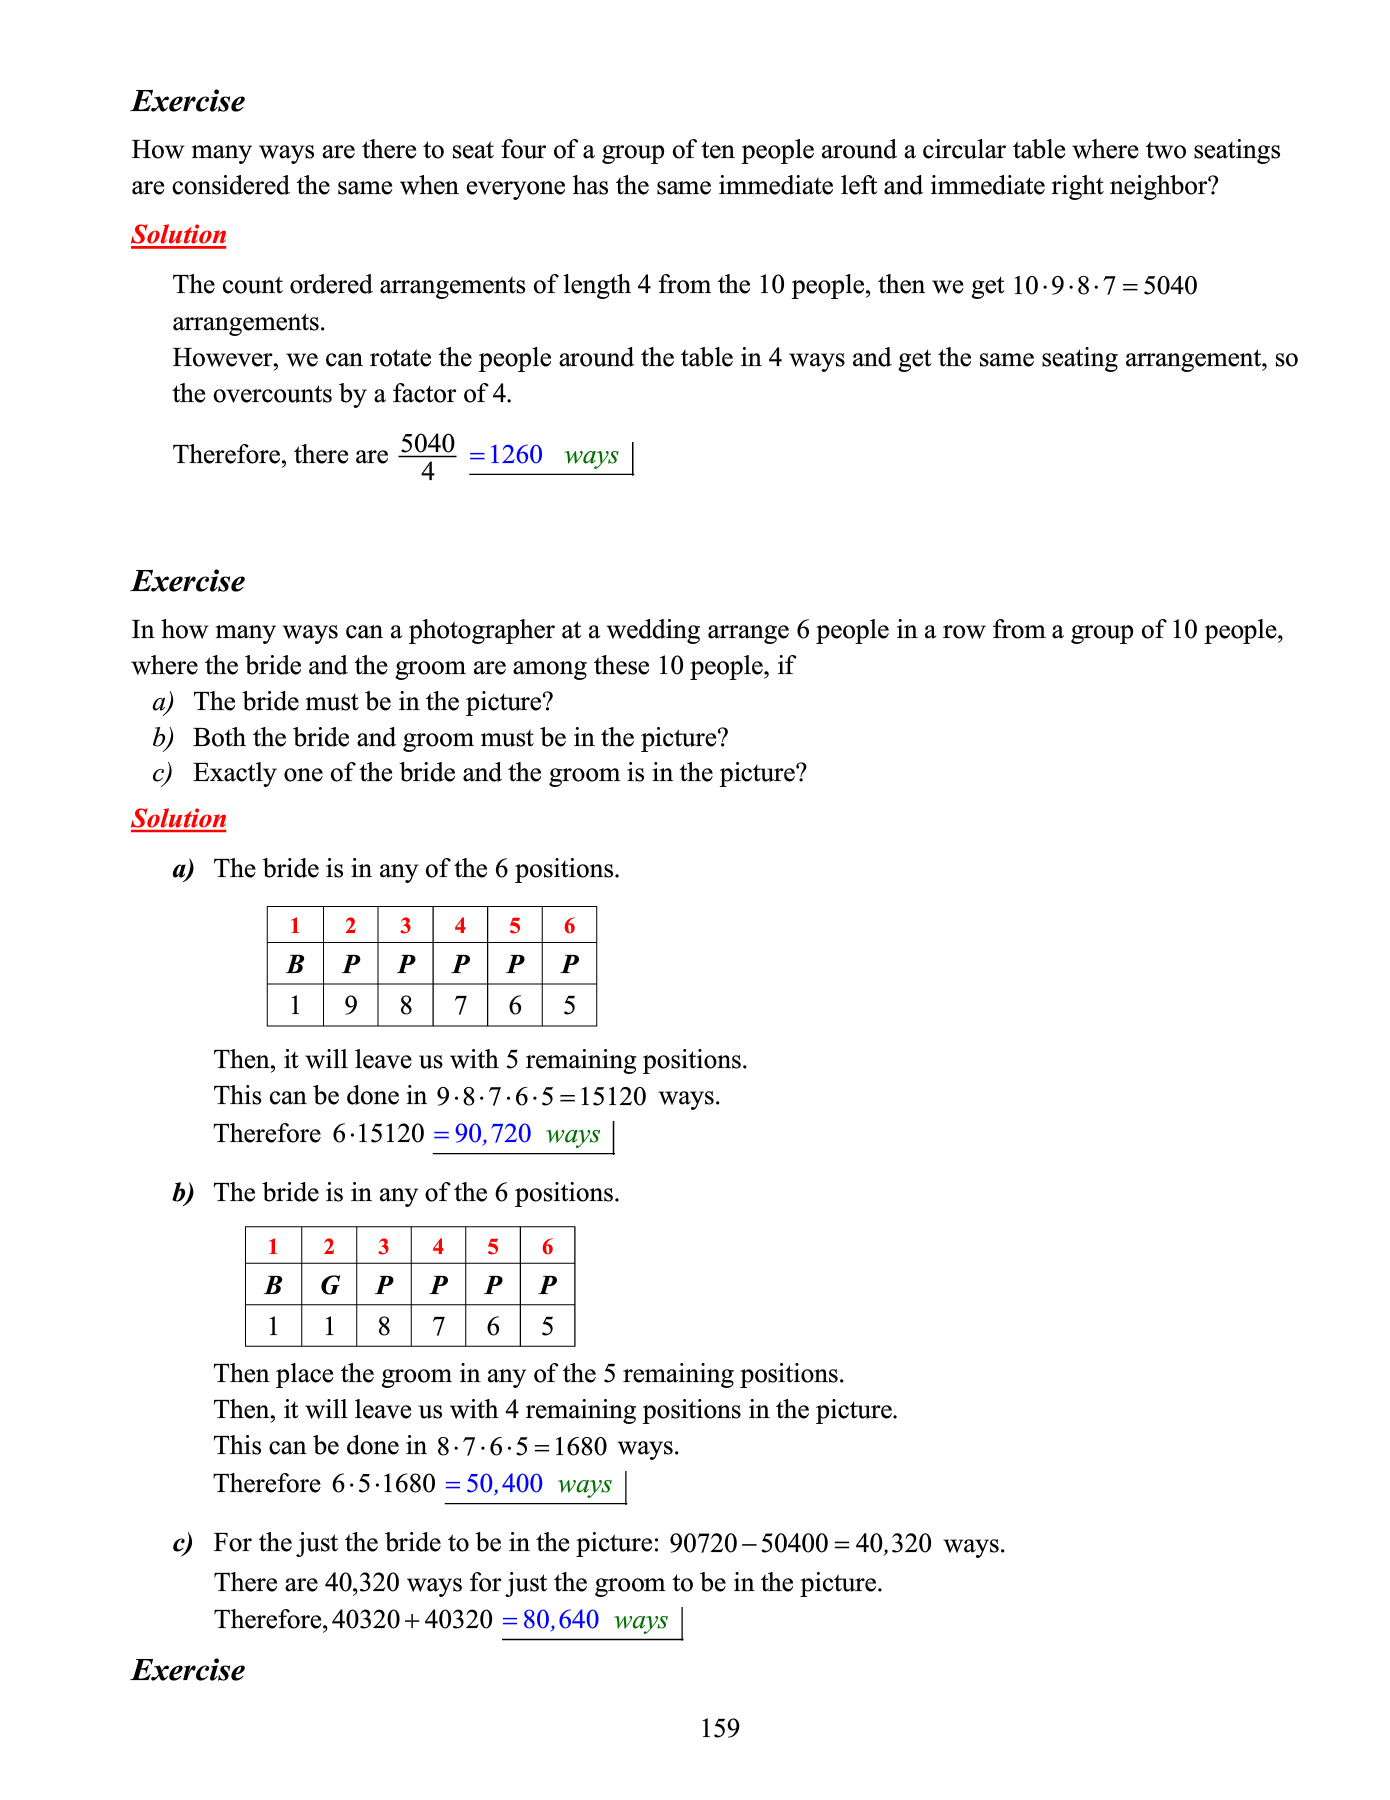 Exercise
How many ways are there to seat four of a group of ten people around a circular table where two seatings
are considered the same when everyone has the same immediate left and immediate right neighbor?
Solution
The count ordered arrangements of length 4 from the 10 people, then we get 10·9·8·7 = 5040
arrangements.
However, we can rotate the people around the table in 4 ways and get the same seating arrangement, so
the overcounts by a factor of 4.
Therefore, there are 5040/4 = 1260 ways
Exercise
In how many ways can a photographer at a wedding arrange 6 people in a row from a group of 10 people,
where the bride and the groom are among these 10 people, if
a) The bride must be in the picture?
b) Both the bride and groom must be in the picture?
c) Exactly one of the bride and the groom is in the picture?
Solution
a) The bride is in any of the 6 positions.
1 2 3 4 5 6
B P P P P P
1 9 8 7 6 5
Then, it will leave us with 5 remaining positions.
This can be done in 9·8·7·6·5 = 15120 ways.
Therefore 6·15120 = 90,720 ways
b) The bride is in any of the 6 positions.
1 2 3 4 5 6
B G P P P P
1 1 8 7 6 5
Then place the groom in any of the 5 remaining positions.
Then, it will leave us with 4 remaining positions in the picture.
This can be done in 8·7·6·5 = 1680 ways.
Therefore 6·5·1680 = 50,400 ways
c) For the just the bride to be in the picture: 90720 − 50400 = 40,320 ways.
There are 40,320 ways for just the groom to be in the picture.
Therefore, 40320 + 40320 = 80,640 ways
Exercise
159